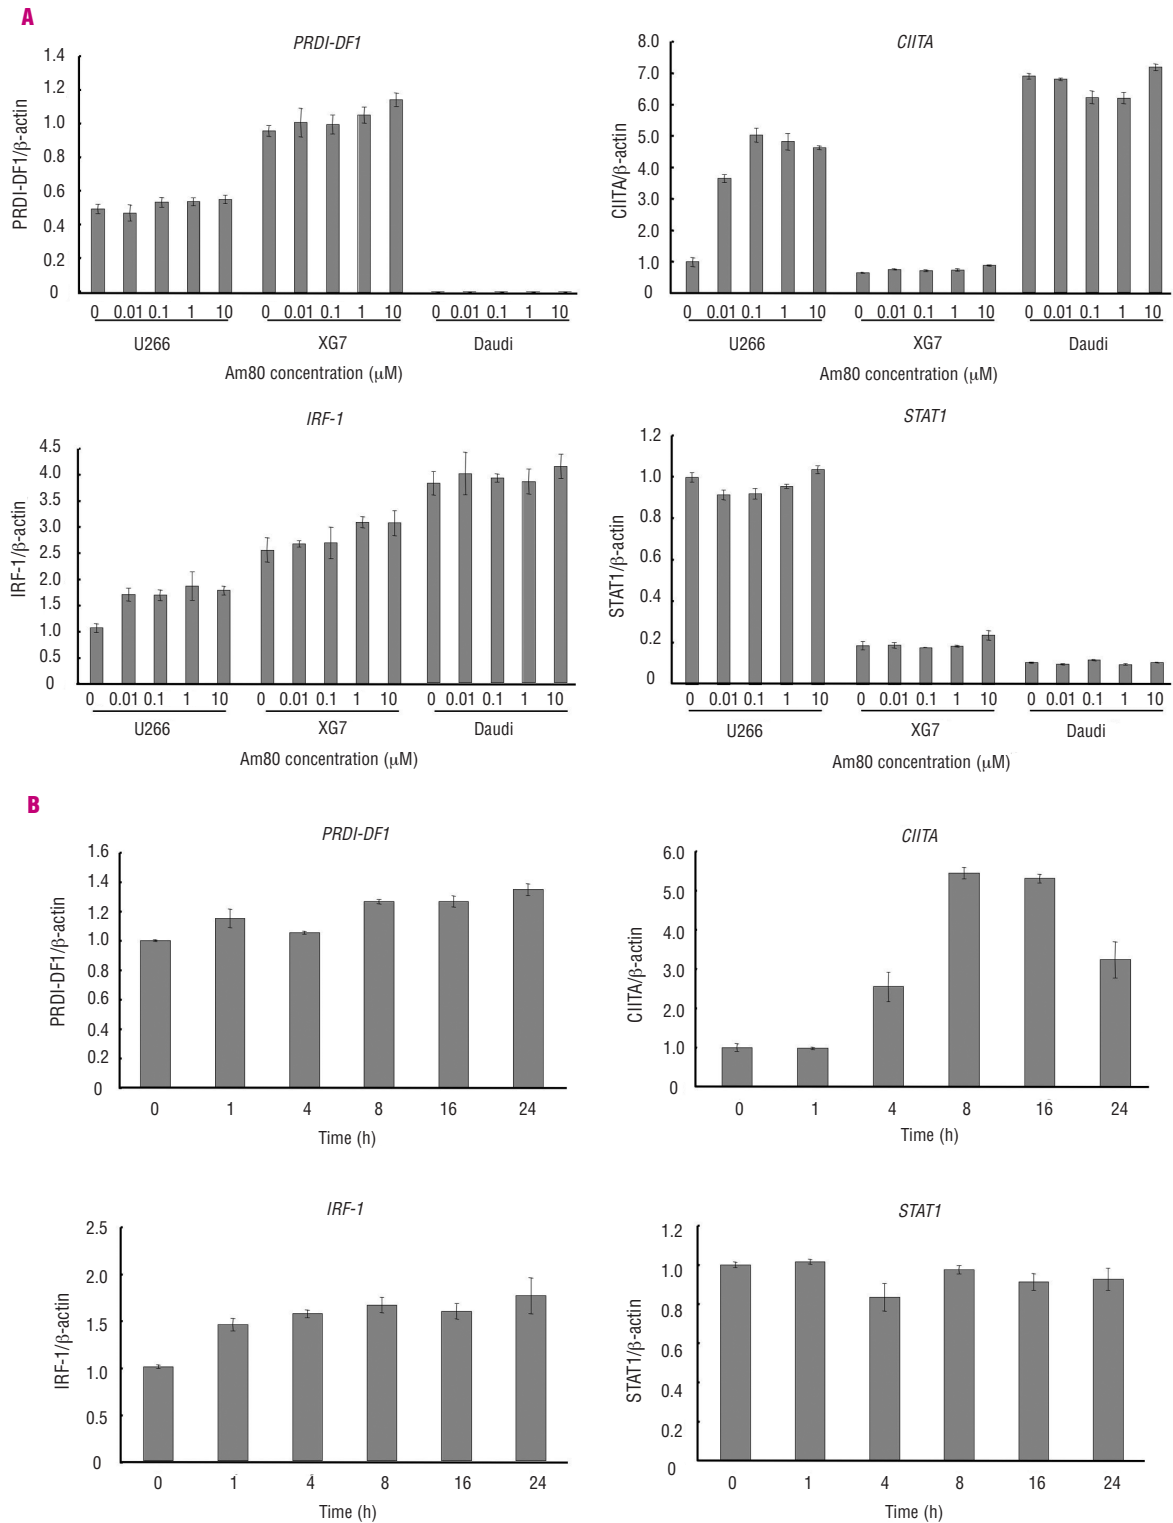 A
PRDI-DF1
PRDI-DF1/β-actin
1.4
1.2
1.0
0.8
0.6
0.4
0.2
0
0 0.01 0.1 1 10 0 0.01 0.1 1 10 0 0.01 0.1 1 10
U266 XG7 Daudi
Am80 concentration (μM)
CIITA
CIITA/β-actin
8.0
7.0
6.0
5.0
4.0
3.0
2.0
1.0
0
0 0.01 0.1 1 10 0 0.01 0.1 1 10 0 0.01 0.1 1 10
U266 XG7 Daudi
Am80 concentration (μM)
IRF-1
IRF-1/β-actin
4.5
4.0
3.5
3.0
2.5
2.0
1.5
1.0
0.5
0
0 0.01 0.1 1 10 0 0.01 0.1 1 10 0 0.01 0.1 1 10
U266 XG7 Daudi
Am80 concentration (μM)
STAT1
STAT1/β-actin
1.2
1.0
0.8
0.6
0.4
0.2
0
0 0.01 0.1 1 10 0 0.01 0.1 1 10 0 0.01 0.1 1 10
U266 XG7 Daudi
Am80 concentration (μM)
B
PRDI-DF1
PRDI-DF1/β-actin
1.6
1.4
1.2
1.0
0.8
0.6
0.4
0.2
0
0 1 4 8 16 24
Time (h)
CIITA
CIITA/β-actin
6.0
5.0
4.0
3.0
2.0
1.0
0
0 1 4 8 16 24
Time (h)
IRF-1
IRF-1/β-actin
2.5
2.0
1.5
1.0
0.5
0
0 1 4 8 16 24
Time (h)
STAT1
STAT1/β-actin
1.2
1.0
0.8
0.6
0.4
0.2
0
0 1 4 8 16 24
Time (h)